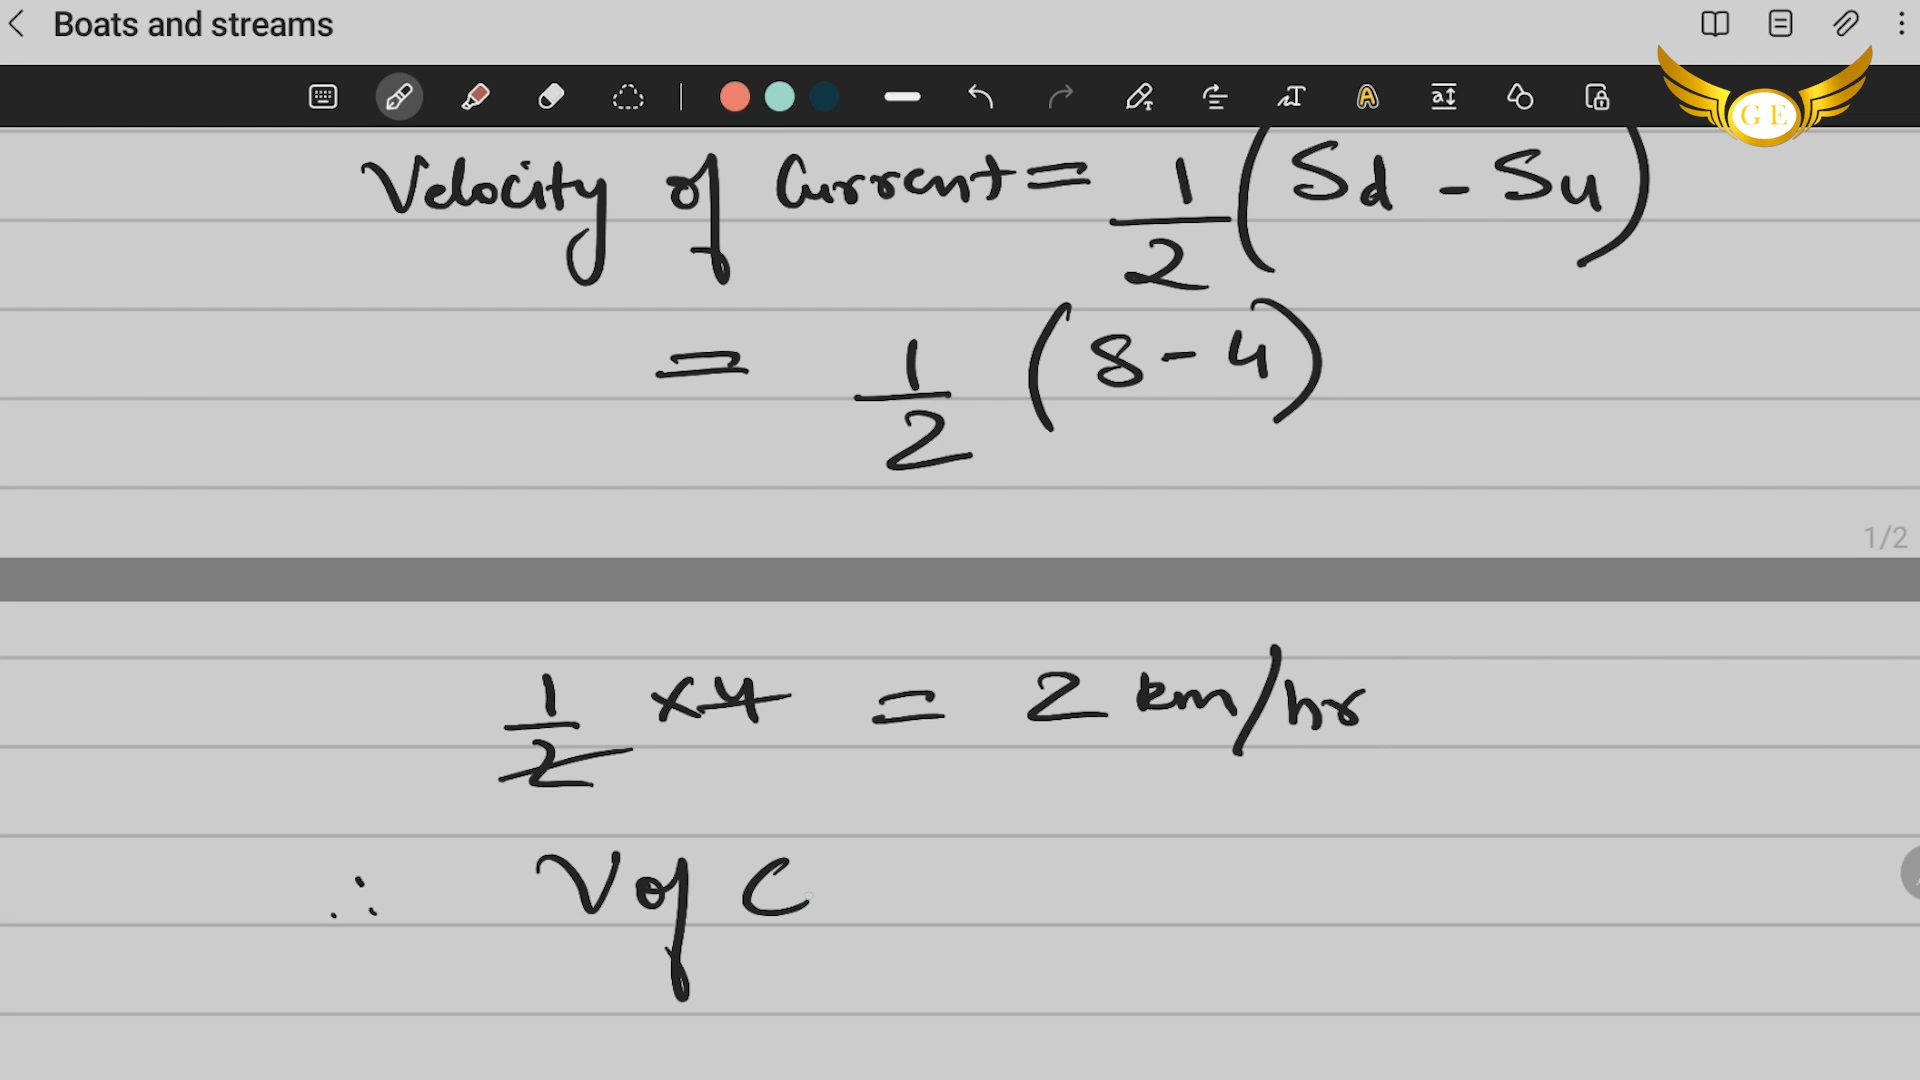 Boats and streams
G E
Velocity of Current = 1/2 (Sd - Su)
= 1/2 (8 - 4)
1/2
1/2 x 4 = 2 km/hr
∴ V of C